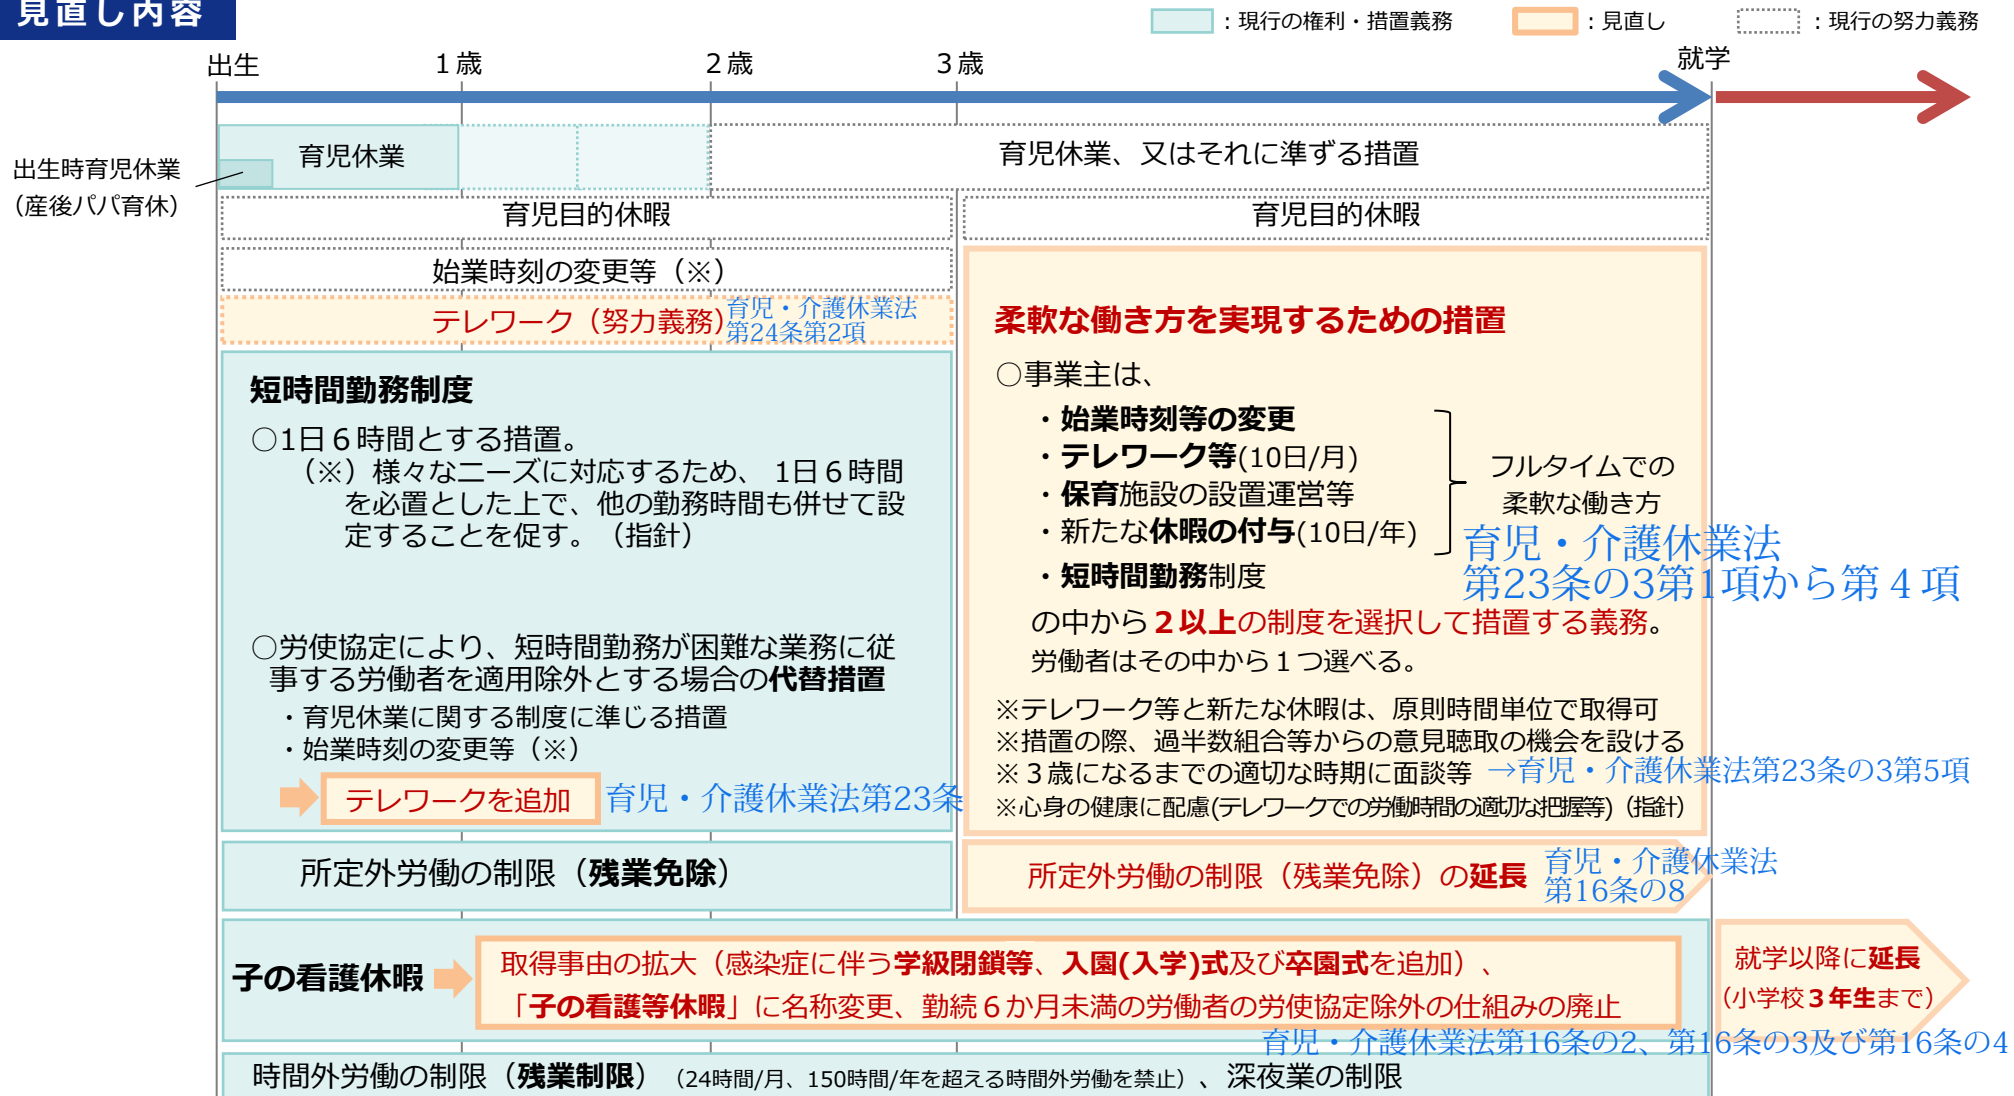 見直し内容
：現行の権利・措置義務
：見直し
：現行の努力義務
出生
1歳
2歳
3歳
就学
育児休業
育児休業、又はそれに準ずる措置
出生時育児休業
（産後パパ育休）
育児目的休暇
育児目的休暇
始業時刻の変更等（※）
テレワーク（努力義務）
育児・介護休業法
第24条第2項
短時間勤務制度
○1日６時間とする措置。
（※）様々なニーズに対応するため、 1日６時間
を必置とした上で、他の勤務時間も併せて設
定することを促す。（指針）
○労使協定により、短時間勤務が困難な業務に従
事する労働者を適用除外とする場合の代替措置
・育児休業に関する制度に準じる措置
・始業時刻の変更等（※）
テレワークを追加
育児・介護休業法第23条
柔軟な働き方を実現するための措置
○事業主は、
・始業時刻等の変更
・テレワーク等(10日/月)
・保育施設の設置運営等
・新たな休暇の付与(10日/年)
・短時間勤務制度
フルタイムでの
柔軟な働き方
育児・介護休業法
第23条の3第1項から第４項
の中から２以上の制度を選択して措置する義務。
労働者はその中から１つ選べる。
※テレワーク等と新たな休暇は、原則時間単位で取得可
※措置の際、過半数組合等からの意見聴取の機会を設ける
※３歳になるまでの適切な時期に面談等
→育児・介護休業法第23条の3第5項
※心身の健康に配慮(テレワークでの労働時間の適切な把握等)（指針）
所定外労働の制限（残業免除）
所定外労働の制限（残業免除）の延長
育児・介護休業法
第16条の8
子の看護休暇
取得事由の拡大（感染症に伴う学級閉鎖等、入園(入学)式及び卒園式を追加）、
「子の看護等休暇」に名称変更、勤続６か月未満の労働者の労使協定除外の仕組みの廃止
就学以降に延長
（小学校３年生まで）
育児・介護休業法第16条の2、第16条の3及び第16条の4
時間外労働の制限（残業制限）（24時間/月、150時間/年を超える時間外労働を禁止）、深夜業の制限